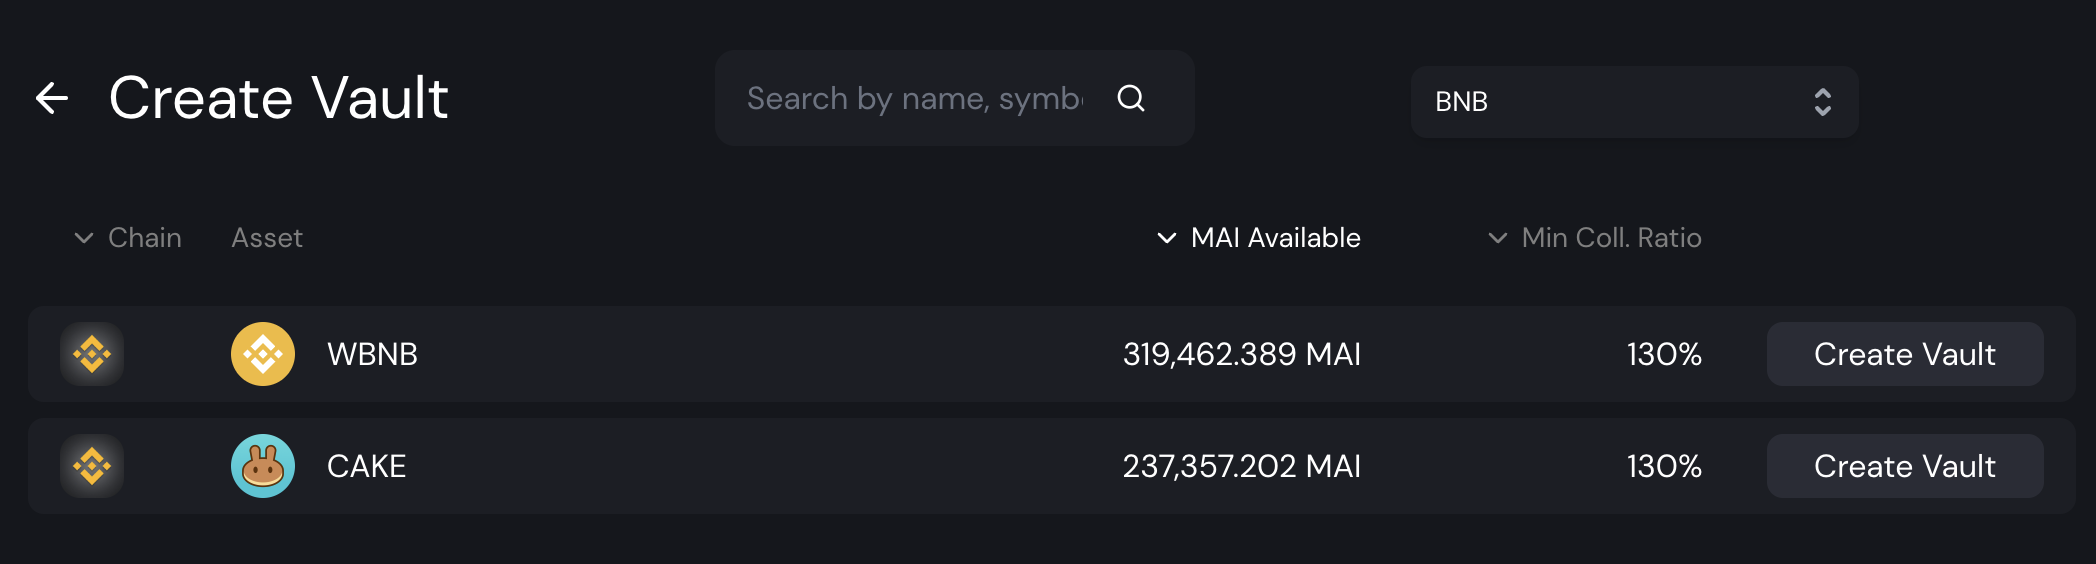 Create Vault
Search by name, symb
BNB
Chain Asset MAI Available Min Coll. Ratio
WBNB 319,462.389 MAI 130% Create Vault
CAKE 237,357.202 MAI 130% Create Vault